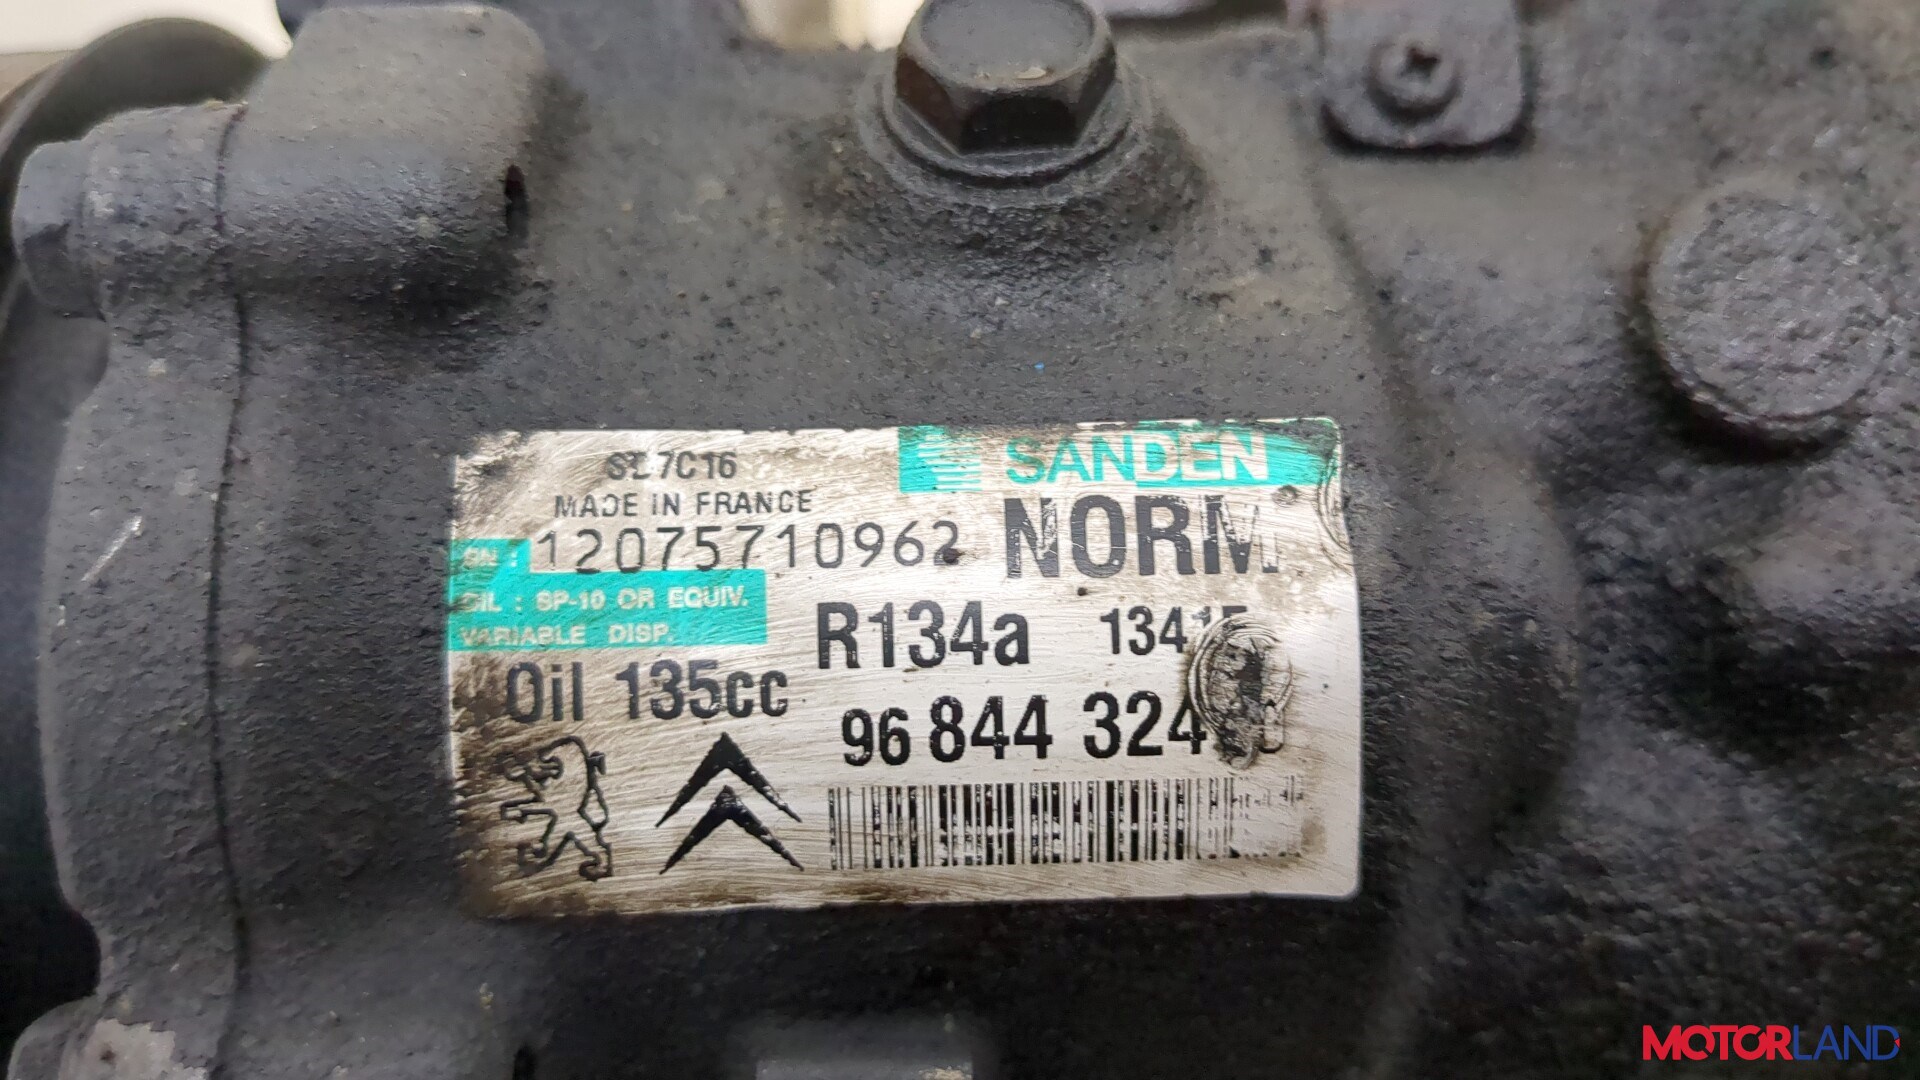 SANDEN
SD7C16
MADE IN FRANCE
SN : 12075710962 NORM
OIL : SP-10 OR EQUIV.
VARIABLE DISP.
R134a
Oil 135cc
96 844 324
MOTORLAND